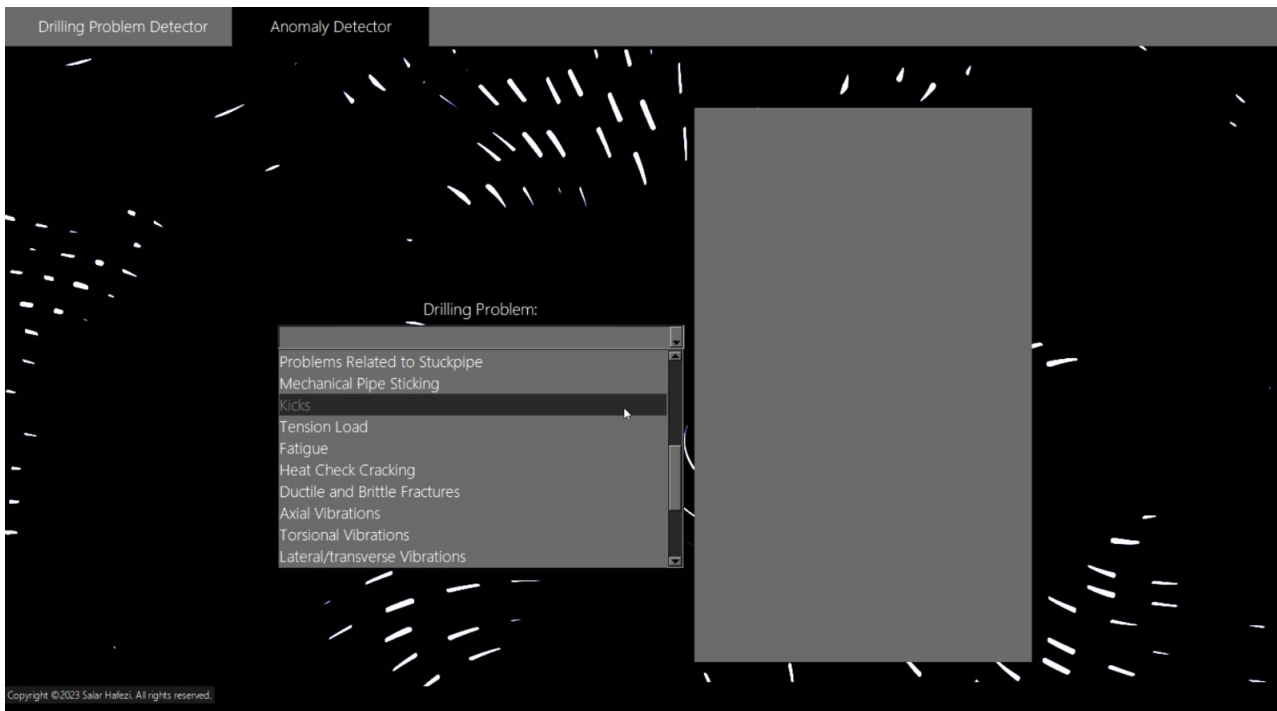 Drilling Problem Detector
Anomaly Detector
Drilling Problem:
Problems Related to Stuckpipe
Mechanical Pipe Sticking
Kicks
Tension Load
Fatigue
Heat Check Cracking
Ductile and Brittle Fractures
Axial Vibrations
Torsional Vibrations
Lateral/transverse Vibrations
Copyright ©2023 Salar Hafezi. All rights reserved.